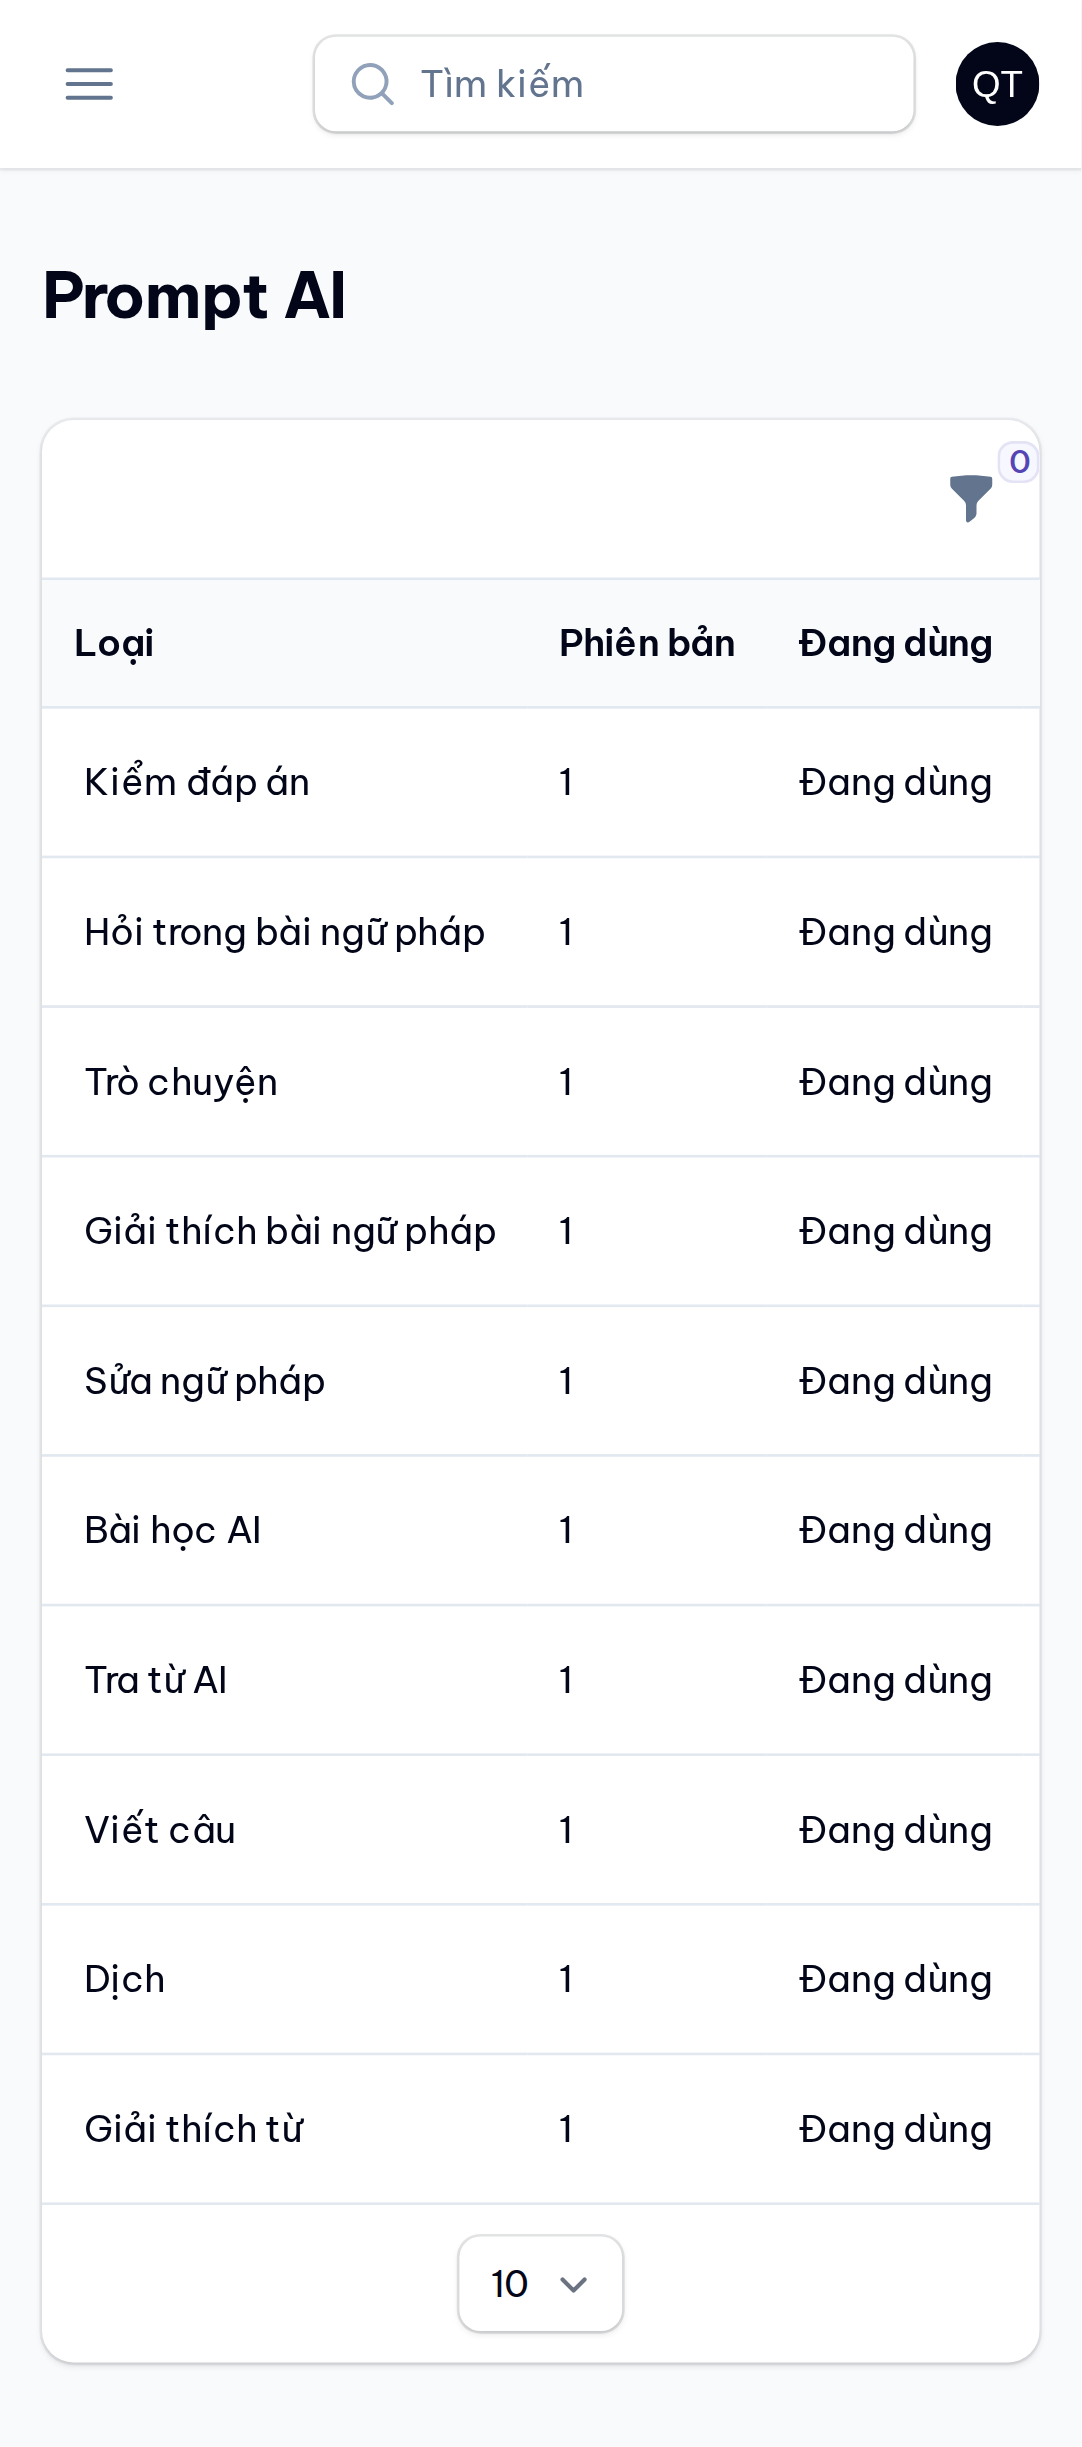 Tìm kiếm
QT
Prompt AI
0
Loại Phiên bản Đang dùng
Kiểm đáp án 1 Đang dùng
Hỏi trong bài ngữ pháp 1 Đang dùng
Trò chuyện 1 Đang dùng
Giải thích bài ngữ pháp 1 Đang dùng
Sửa ngữ pháp 1 Đang dùng
Bài học AI 1 Đang dùng
Tra từ AI 1 Đang dùng
Viết câu 1 Đang dùng
Dịch 1 Đang dùng
Giải thích từ 1 Đang dùng
10